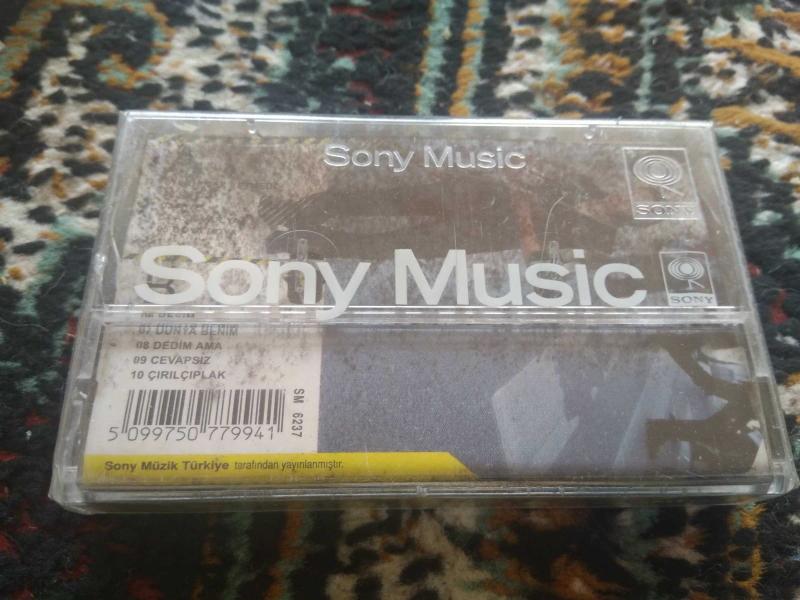 Sony Music
SONY
Sony Music
SONY
07 DÜNYA BENİM
08 DEDİM AMA
09 CEVAPSIZ
10 ÇIRILÇIPLAK
SM 6237
5 099750 779941
Sony Müzik Türkiye tarafından yayınlanmıştır.